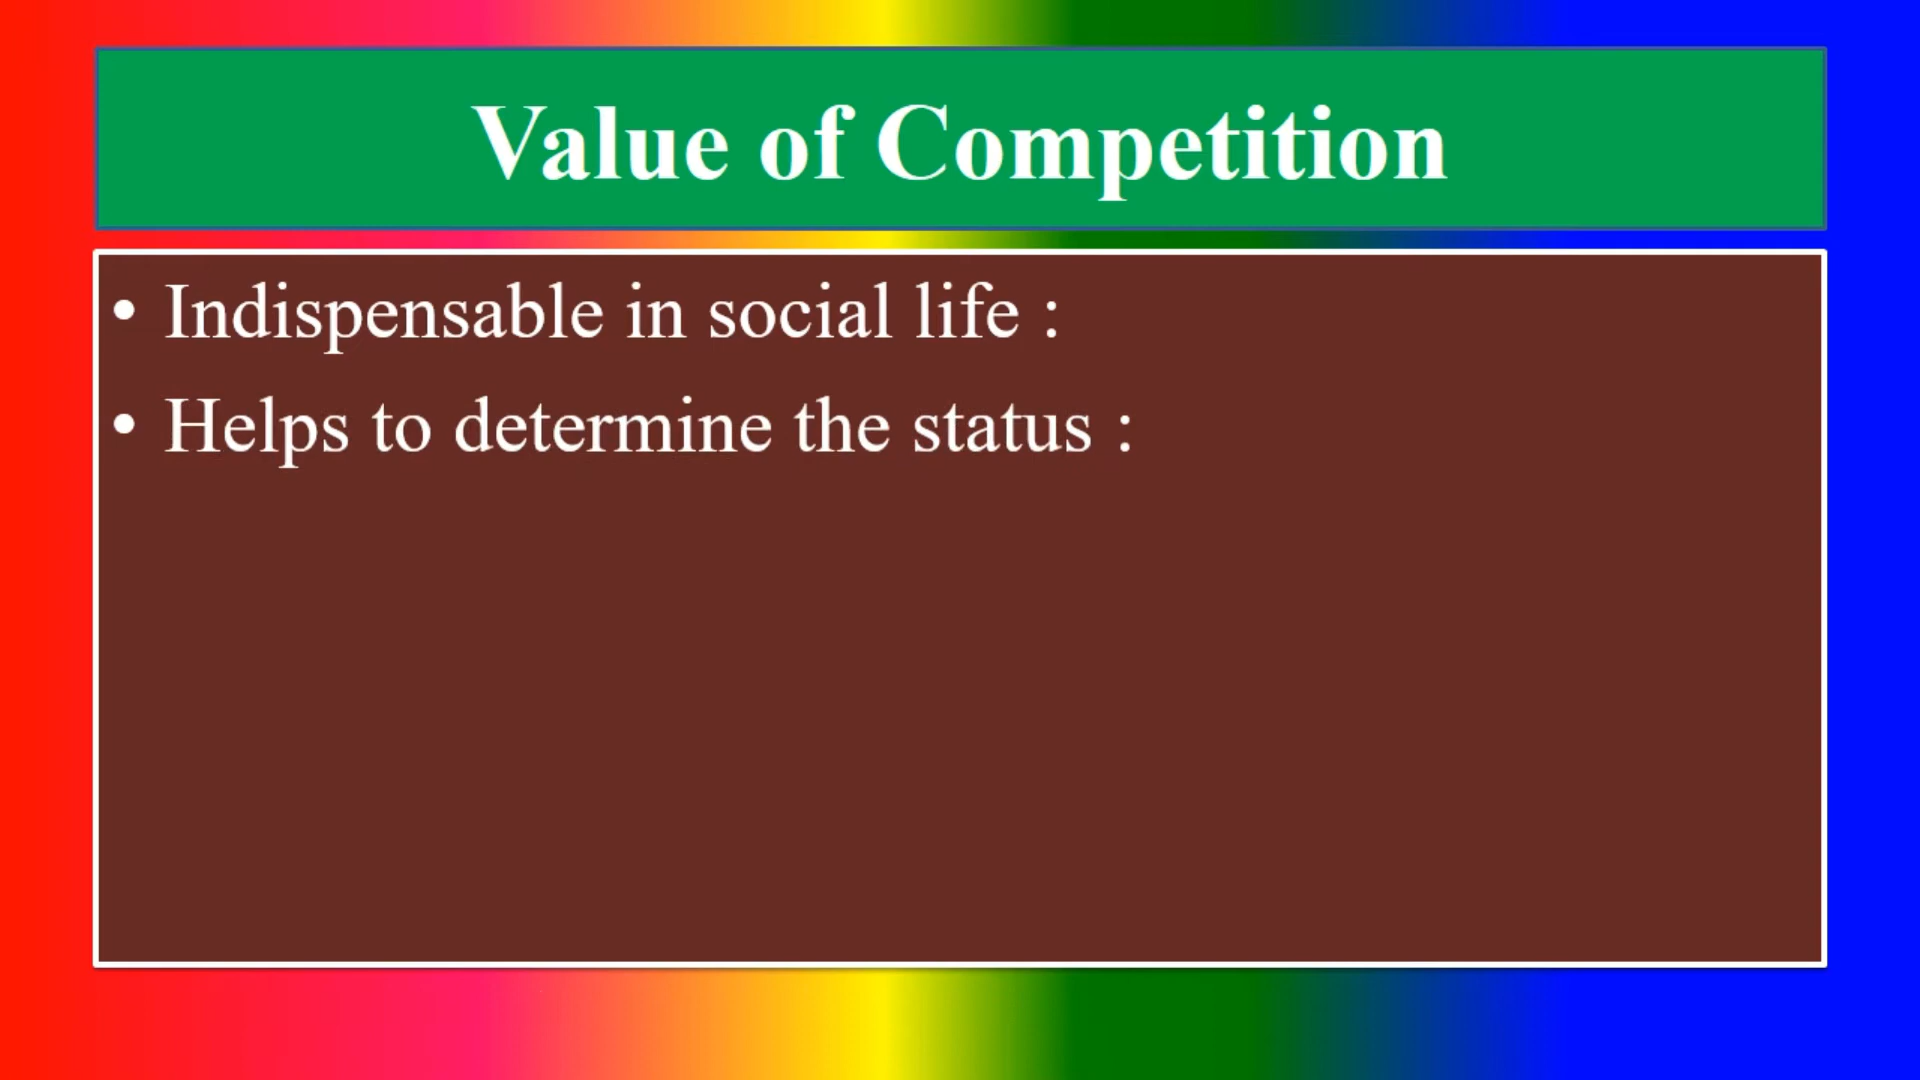 Value of Competition
• Indispensable in social life :
• Helps to determine the status :